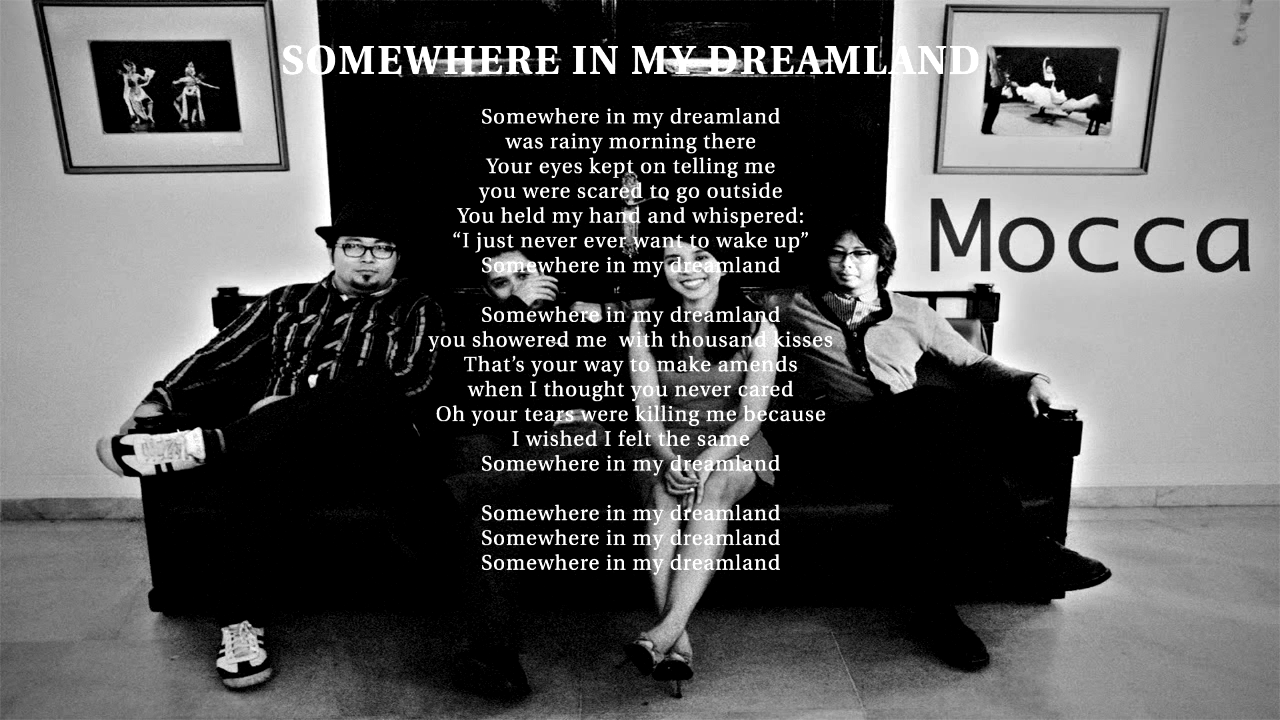 SOMEWHERE IN MY DREAMLAND
Somewhere in my dreamland
was rainy morning there
Your eyes kept on telling me
you were scared to go outside
You held my hand and whispered:
“I just never ever want to wake up”
Somewhere in my dreamland
Mocca
Somewhere in my dreamland
you showered me  with thousand kisses
That’s your way to make amends
when I thought you never cared
Oh your tears were killing me because
I wished I felt the same
Somewhere in my dreamland
Somewhere in my dreamland
Somewhere in my dreamland
Somewhere in my dreamland